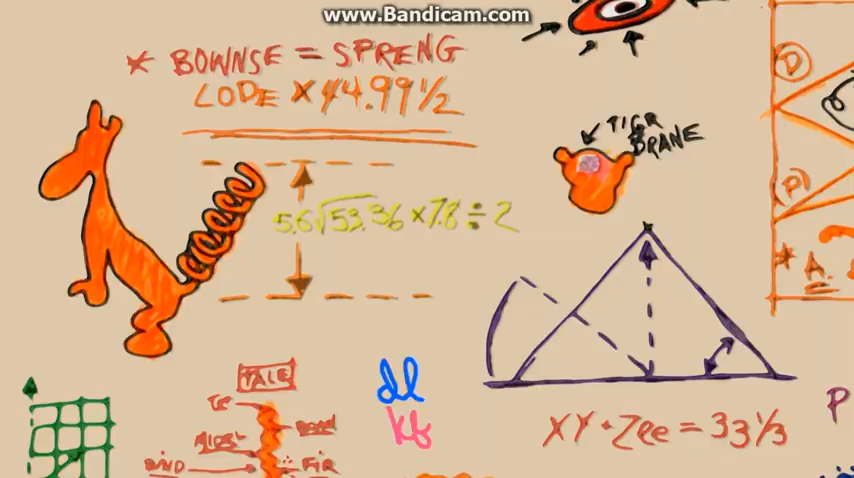 www.Bandicam.com
* BOWNSE = SPRENG
LODE × 44.99½
TIGR
BRANE
5.6√53.36 × 7.8 ÷ 2
D
P
* A.
TALE
BIND
FIR
XY · Zee = 33⅓
P